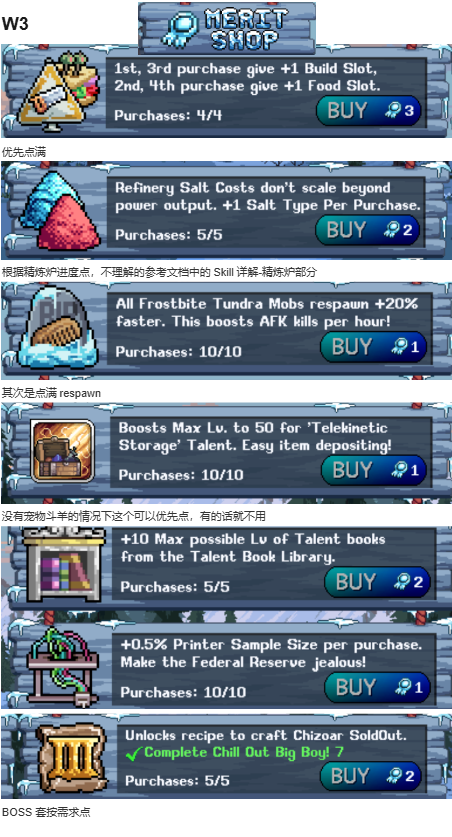 W3
MERIT
SHOP
1st, 3rd purchase give +1 Build Slot,
2nd, 4th purchase give +1 Food Slot.
Purchases: 4/4
BUY 3
优先点满
Refinery Salt Costs don't scale beyond
power output. +1 Salt Type Per Purchase.
Purchases: 5/5
BUY 2
根据精炼炉进度点，不理解的参考文档中的 Skill 详解-精炼炉部分
RIP
All Frostbite Tundra Mobs respawn +20%
faster. This boosts AFK kills per hour!
Purchases: 10/10
BUY 1
其次是点满 respawn
Boosts Max Lv. to 50 for 'Telekinetic
Storage' Talent. Easy item depositing!
Purchases: 10/10
BUY 1
没有宠物斗羊的情况下这个可以优先点，有的话就不用
+10 Max possible Lv of Talent books
from the Talent Book Library.
Purchases: 5/5
BUY 2
+0.5% Printer Sample Size per purchase.
Make the Federal Reserve jealous!
Purchases: 10/10
BUY 1
III
Unlocks recipe to craft Chizoar SoldOut.
✓Complete Chill Out Big Boy! 7
Purchases: 5/5
BUY 2
BOSS 套按需求点